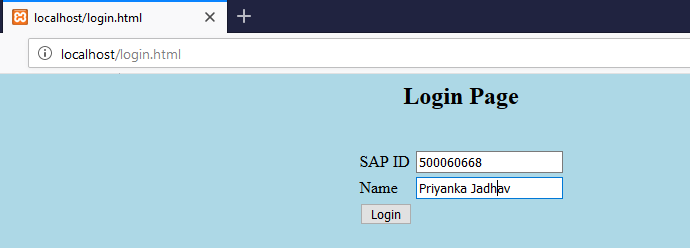 localhost/login.html
localhost/login.html
Login Page
SAP ID 500060668
Name Priyanka Jadhav
Login